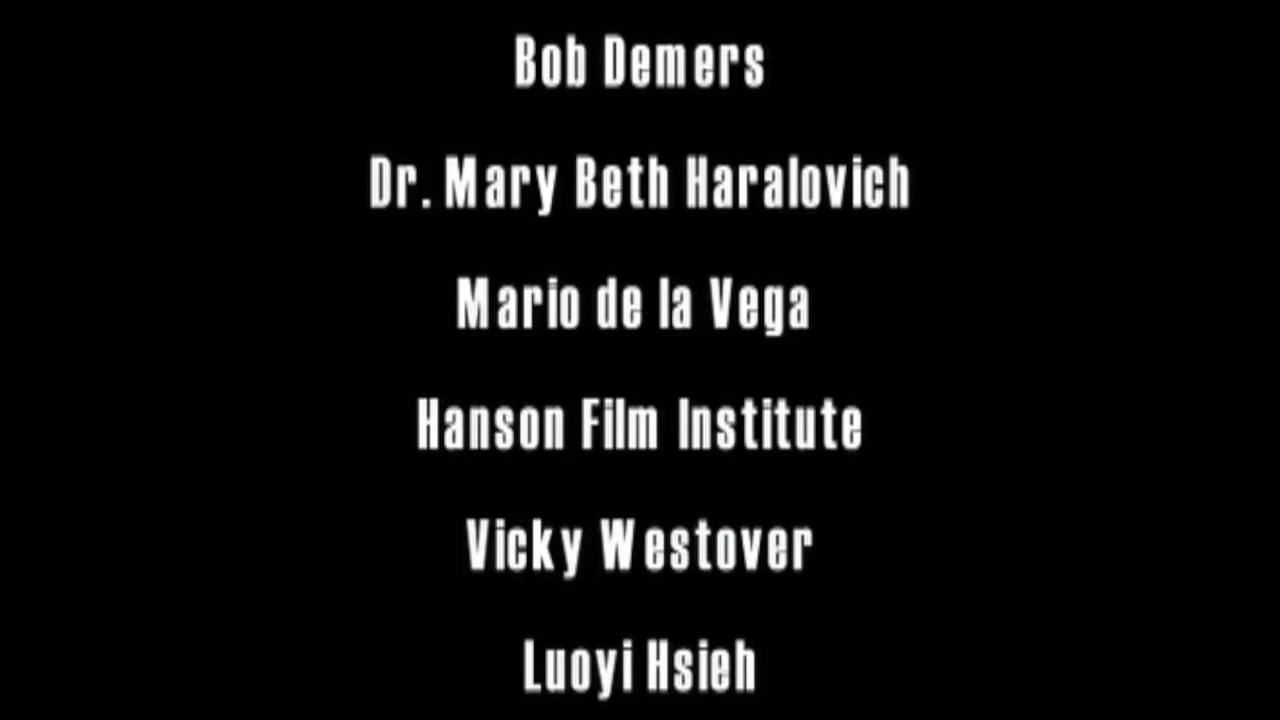 Bob Demers
Dr. Mary Beth Haralovich
Mario de la Vega
Hanson Film Institute
Vicky Westover
Luoyi Hsieh